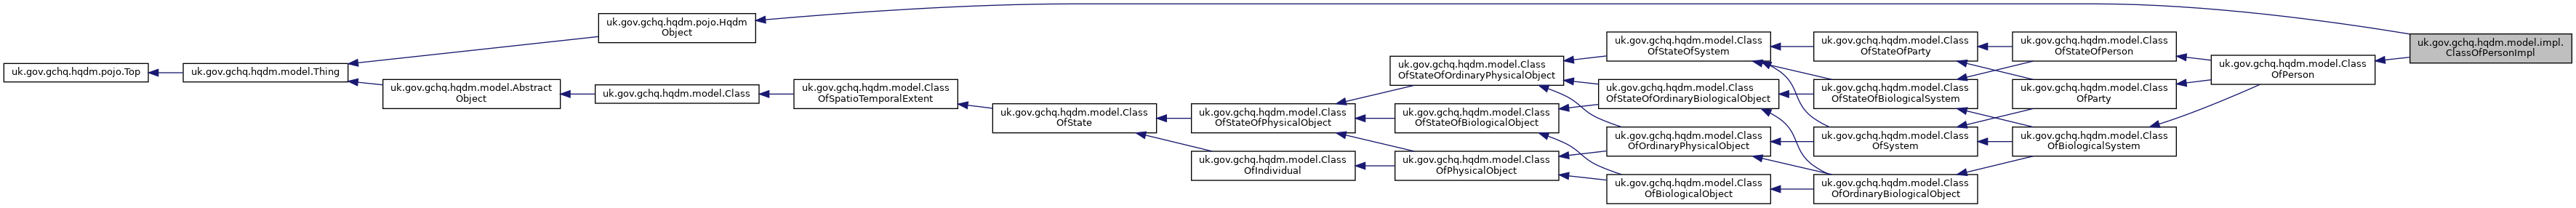 uk.gov.gchq.hqdm.pojo.Top
uk.gov.gchq.hqdm.model.Thing
uk.gov.gchq.hqdm.pojo.Hqdm
Object
uk.gov.gchq.hqdm.model.Abstract
Object
uk.gov.gchq.hqdm.model.Class
uk.gov.gchq.hqdm.model.Class
OfSpatioTemporalExtent
uk.gov.gchq.hqdm.model.Class
OfState
uk.gov.gchq.hqdm.model.Class
OfStateOfPhysicalObject
uk.gov.gchq.hqdm.model.Class
OfIndividual
uk.gov.gchq.hqdm.model.Class
OfStateOfOrdinaryPhysicalObject
uk.gov.gchq.hqdm.model.Class
OfStateOfBiologicalObject
uk.gov.gchq.hqdm.model.Class
OfPhysicalObject
uk.gov.gchq.hqdm.model.Class
OfStateOfSystem
uk.gov.gchq.hqdm.model.Class
OfStateOfOrdinaryBiologicalObject
uk.gov.gchq.hqdm.model.Class
OfOrdinaryPhysicalObject
uk.gov.gchq.hqdm.model.Class
OfBiologicalObject
uk.gov.gchq.hqdm.model.Class
OfStateOfParty
uk.gov.gchq.hqdm.model.Class
OfStateOfBiologicalSystem
uk.gov.gchq.hqdm.model.Class
OfSystem
uk.gov.gchq.hqdm.model.Class
OfOrdinaryBiologicalObject
uk.gov.gchq.hqdm.model.Class
OfStateOfPerson
uk.gov.gchq.hqdm.model.Class
OfParty
uk.gov.gchq.hqdm.model.Class
OfBiologicalSystem
uk.gov.gchq.hqdm.model.Class
OfPerson
uk.gov.gchq.hqdm.model.impl.
ClassOfPersonImpl